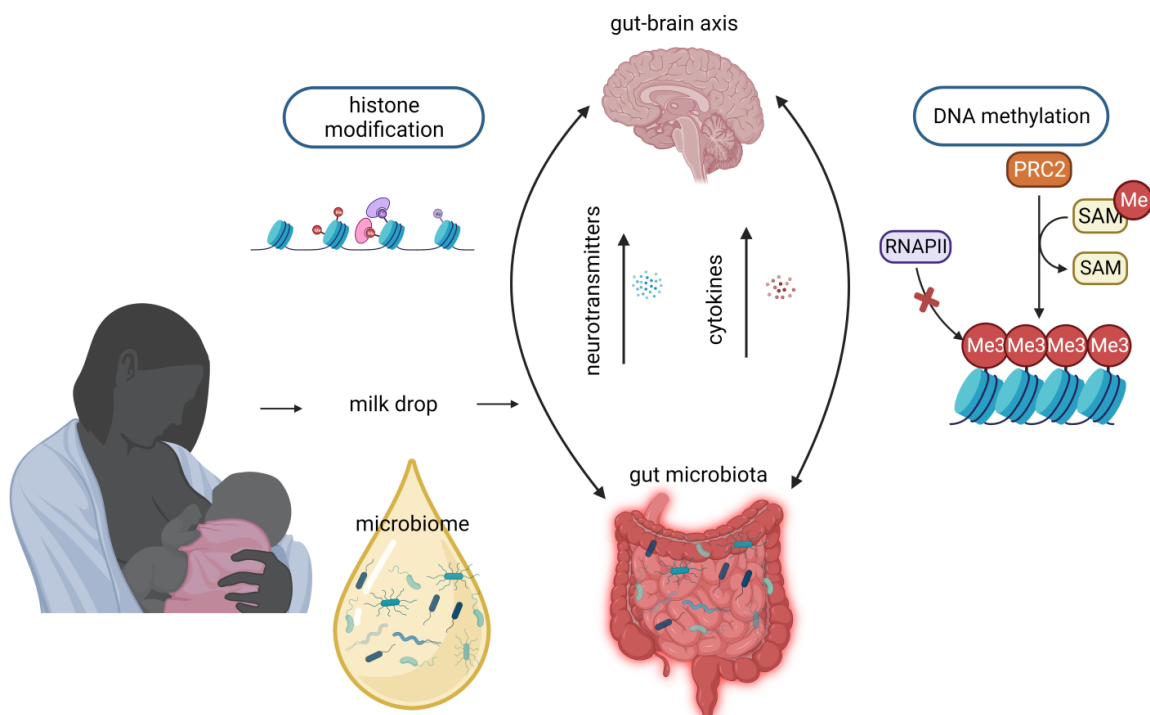 gut-brain axis
histone
modification
DNA methylation
PRC2
Me
SAM
RNAPII
SAM
neurotransmitters
cytokines
Me3 Me3 Me3 Me3
milk drop
gut microbiota
microbiome